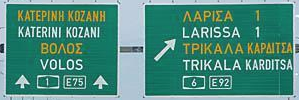 ΚΑΤΕΡΙΝΗ ΚΟΖΑΝΗ
KATERINI KOZANI
ΒΟΛΟΣ
VOLOS
1 E75
ΛΑΡΙΣΑ 1
LARISSA 1
ΤΡΙΚΑΛΑ ΚΑΡΔΙΤΣΑ
TRIKALA KARDITSA
6 E92